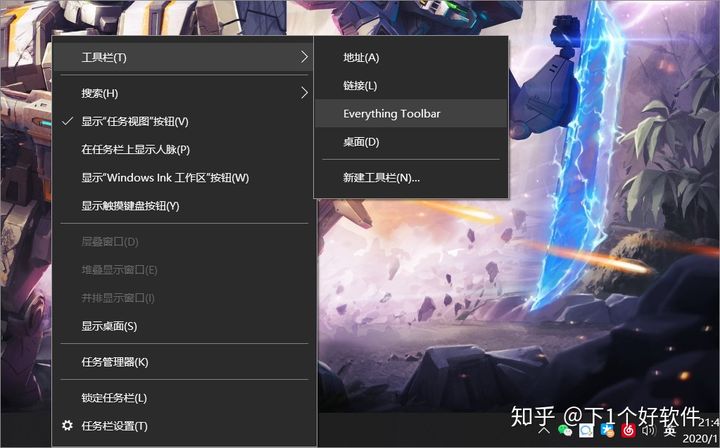 工具栏(T)
搜索(H)
显示“任务视图”按钮(V)
在任务栏上显示人脉(P)
显示“Windows Ink 工作区”按钮(W)
显示触摸键盘按钮(Y)
层叠窗口(D)
堆叠显示窗口(E)
并排显示窗口(I)
显示桌面(S)
任务管理器(K)
锁定任务栏(L)
任务栏设置(T)
地址(A)
链接(L)
Everything Toolbar
桌面(D)
新建工具栏(N)...
知乎 @下1个好软件
英
21:4
2020/1